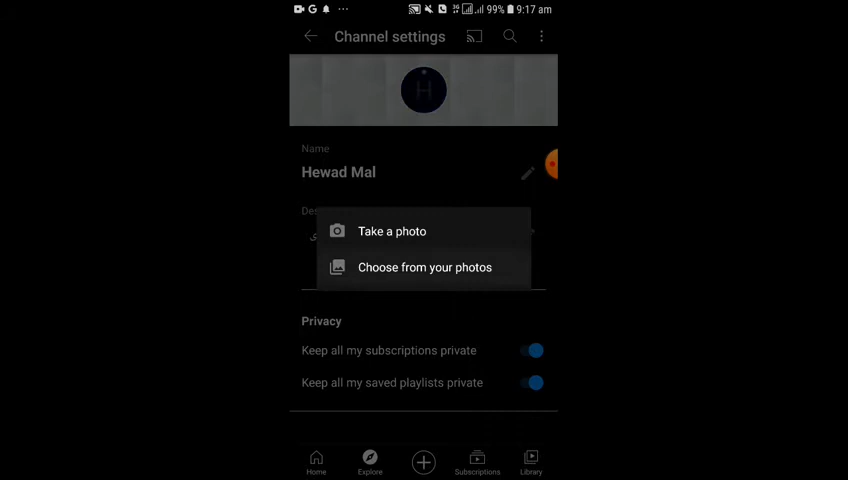 99% 9:17 am
Channel settings
H
Name
Hewad Mal
Des
Take a photo
Choose from your photos
Privacy
Keep all my subscriptions private
Keep all my saved playlists private
Home Explore Subscriptions Library